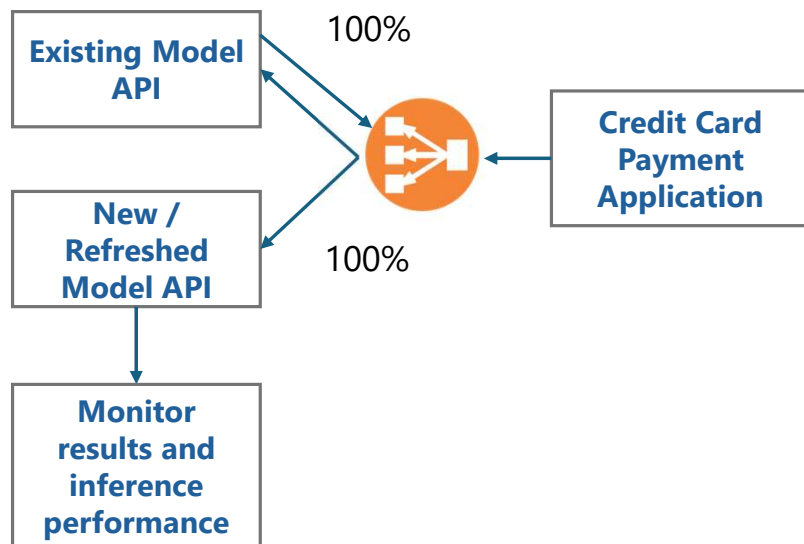 100%
Existing Model
API
Credit Card
Payment
Application
New /
Refreshed
Model API
100%
Monitor
results and
inference
performance